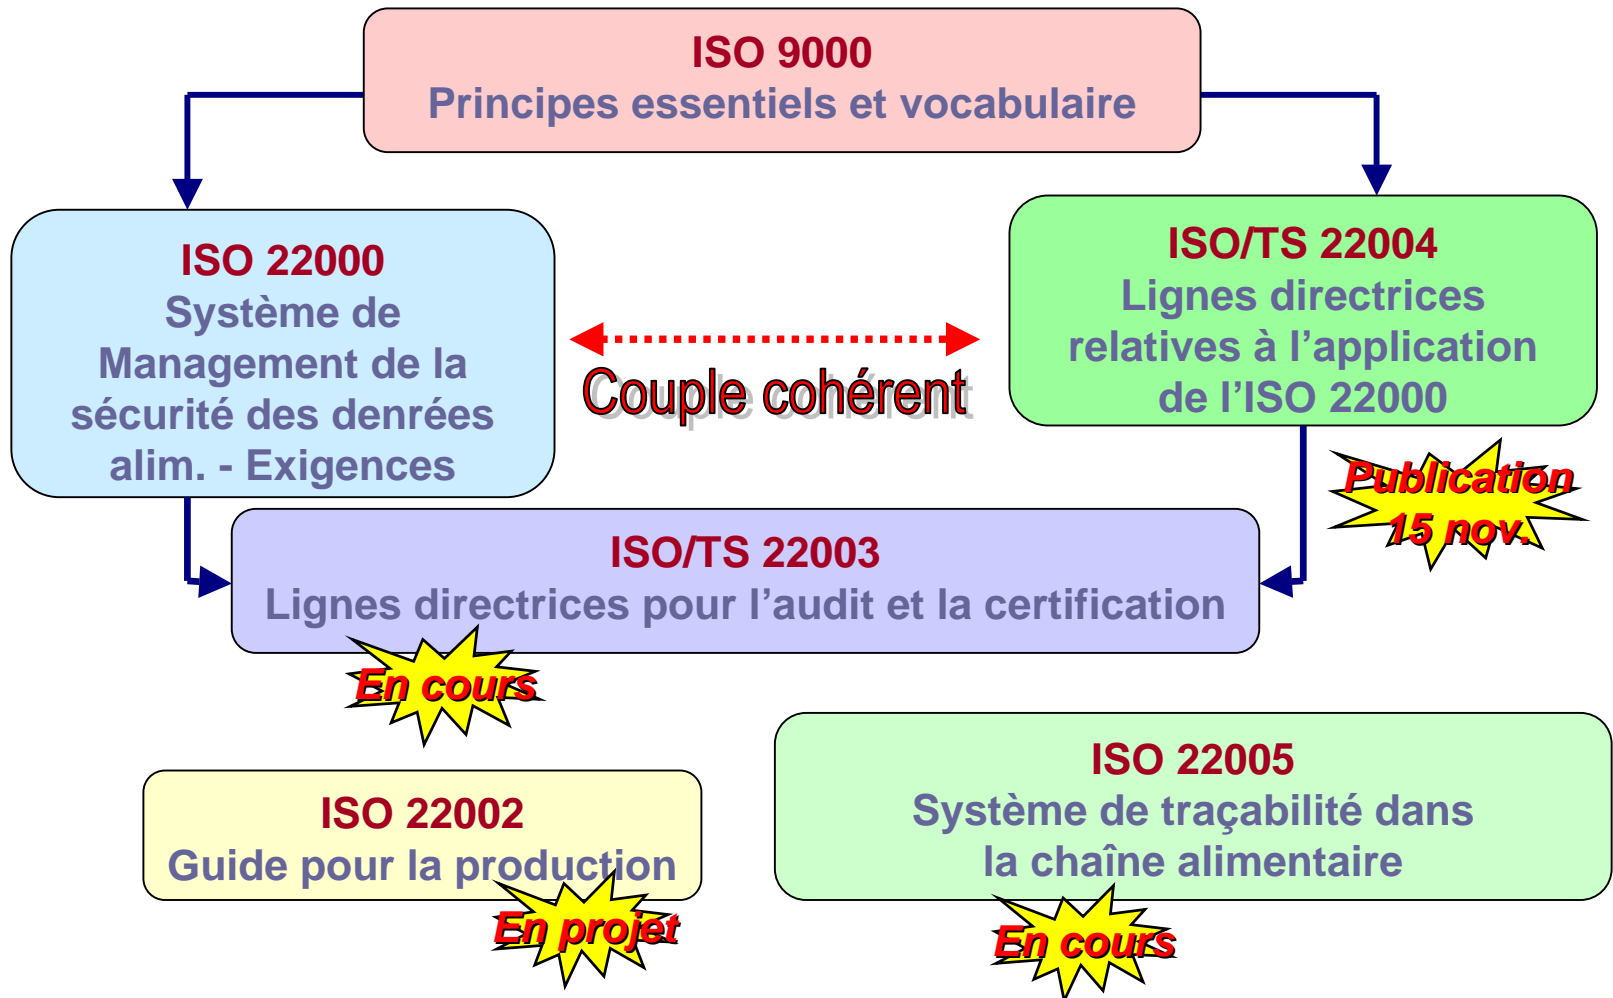 ISO 9000
Principes essentiels et vocabulaire
ISO 22000
Système de
Management de la
sécurité des denrées
alim. - Exigences
Couple cohérent
ISO/TS 22004
Lignes directrices
relatives à l’application
de l’ISO 22000
Publication
15 nov.
ISO/TS 22003
Lignes directrices pour l’audit et la certification
En cours
ISO 22002
Guide pour la production
En projet
ISO 22005
Système de traçabilité dans
la chaîne alimentaire
En cours